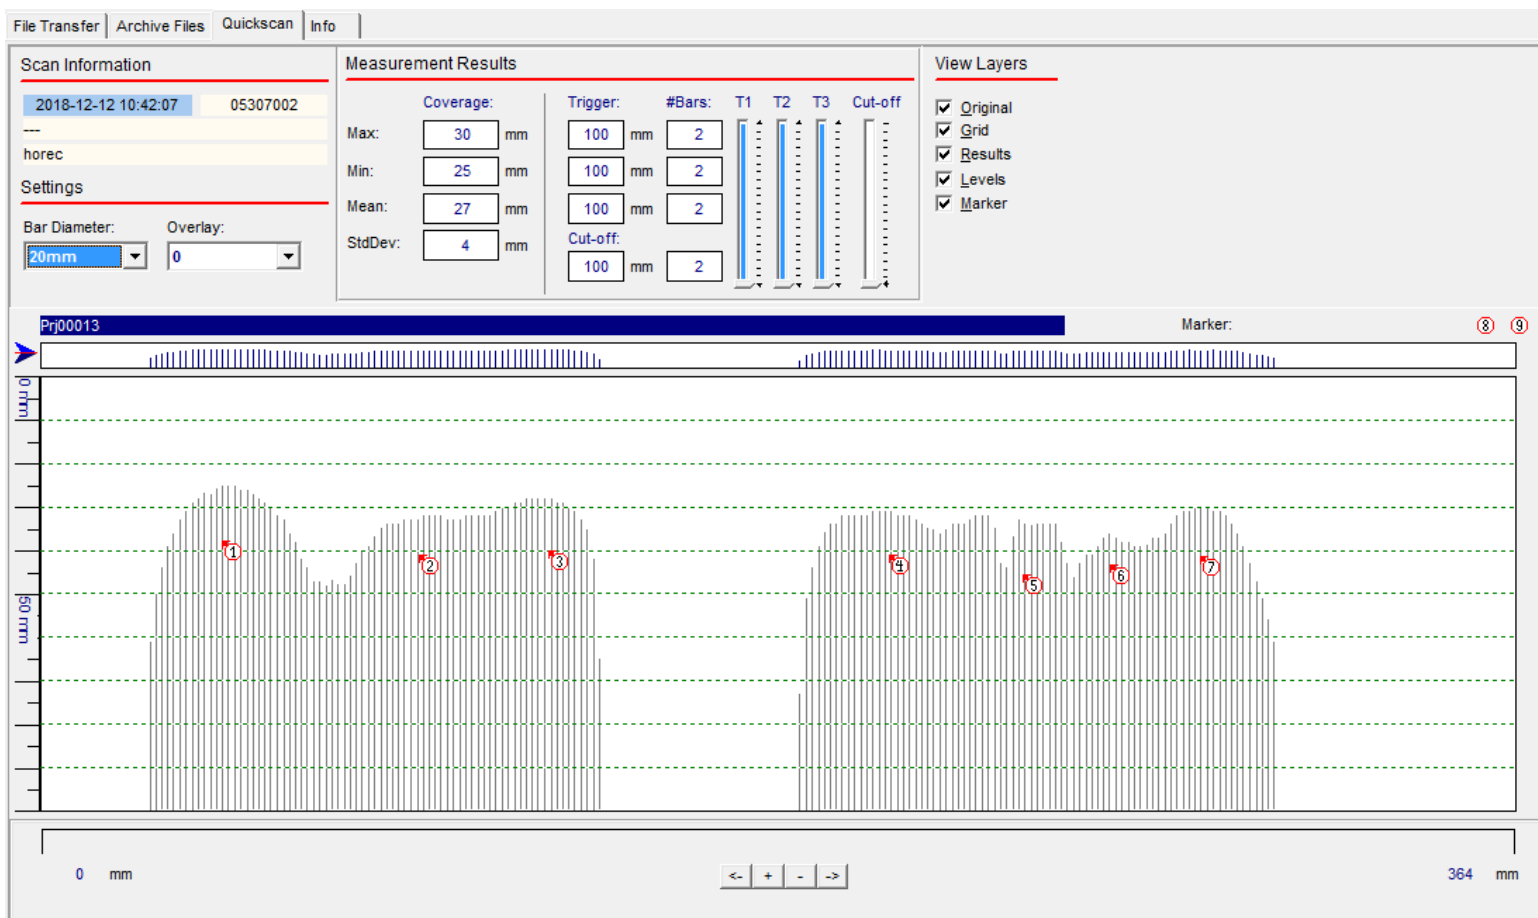 File Transfer Archive Files Quickscan Info
Scan Information
2018-12-12 10:42:07 05307002
---
horec
Settings
Bar Diameter: Overlay:
20mm 0
Measurement Results
Coverage: Trigger: #Bars: T1 T2 T3 Cut-off
Max: 30 mm 100 mm 2
Min: 25 mm 100 mm 2
Mean: 27 mm 100 mm 2
StdDev: 4 mm
Cut-off:
100 mm 2
View Layers
Original
Grid
Results
Levels
Marker
Prj00013 Marker: 8 9
0 mm
50 mm
1 2 3 4 5 6 7
0 mm <- + - -> 364 mm